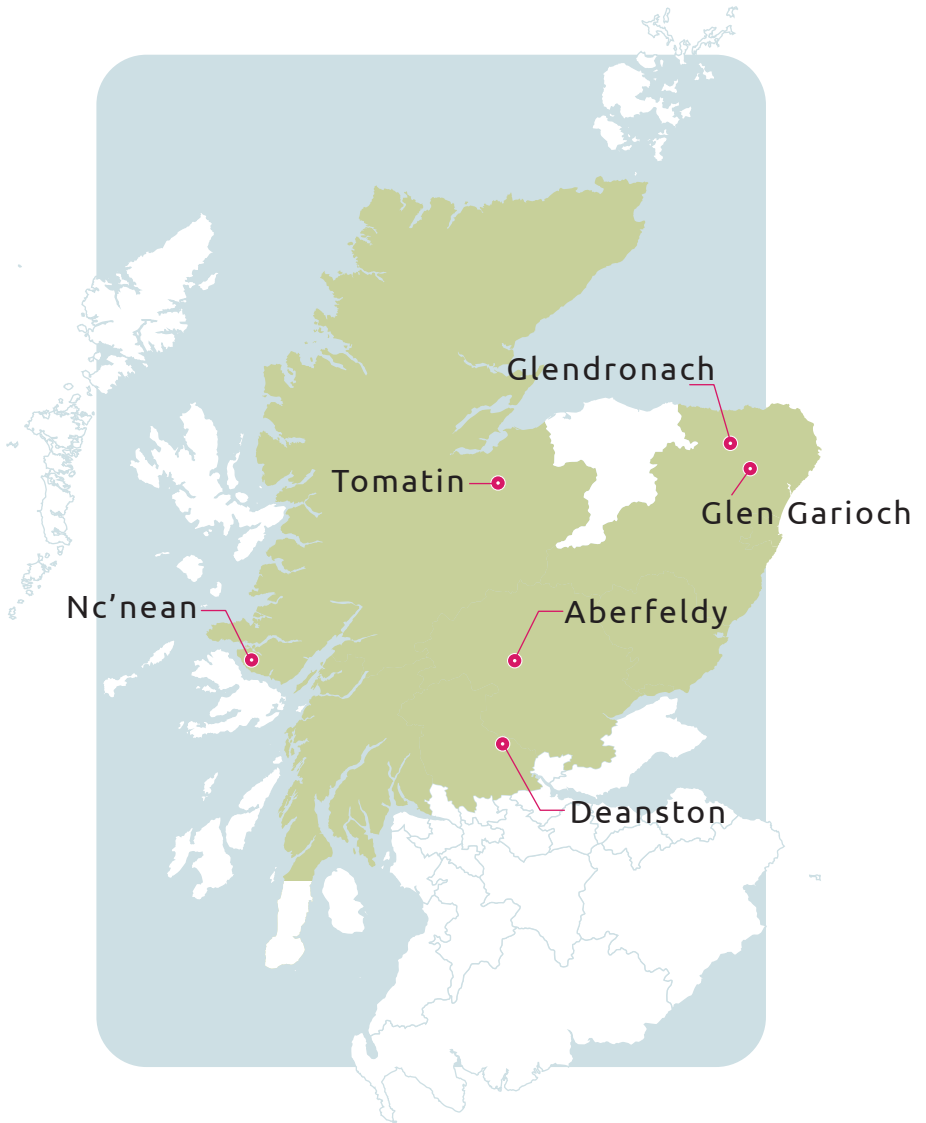 Glendronach
Tomatin
Glen Garioch
Nc’nean
Aberfeldy
Deanston